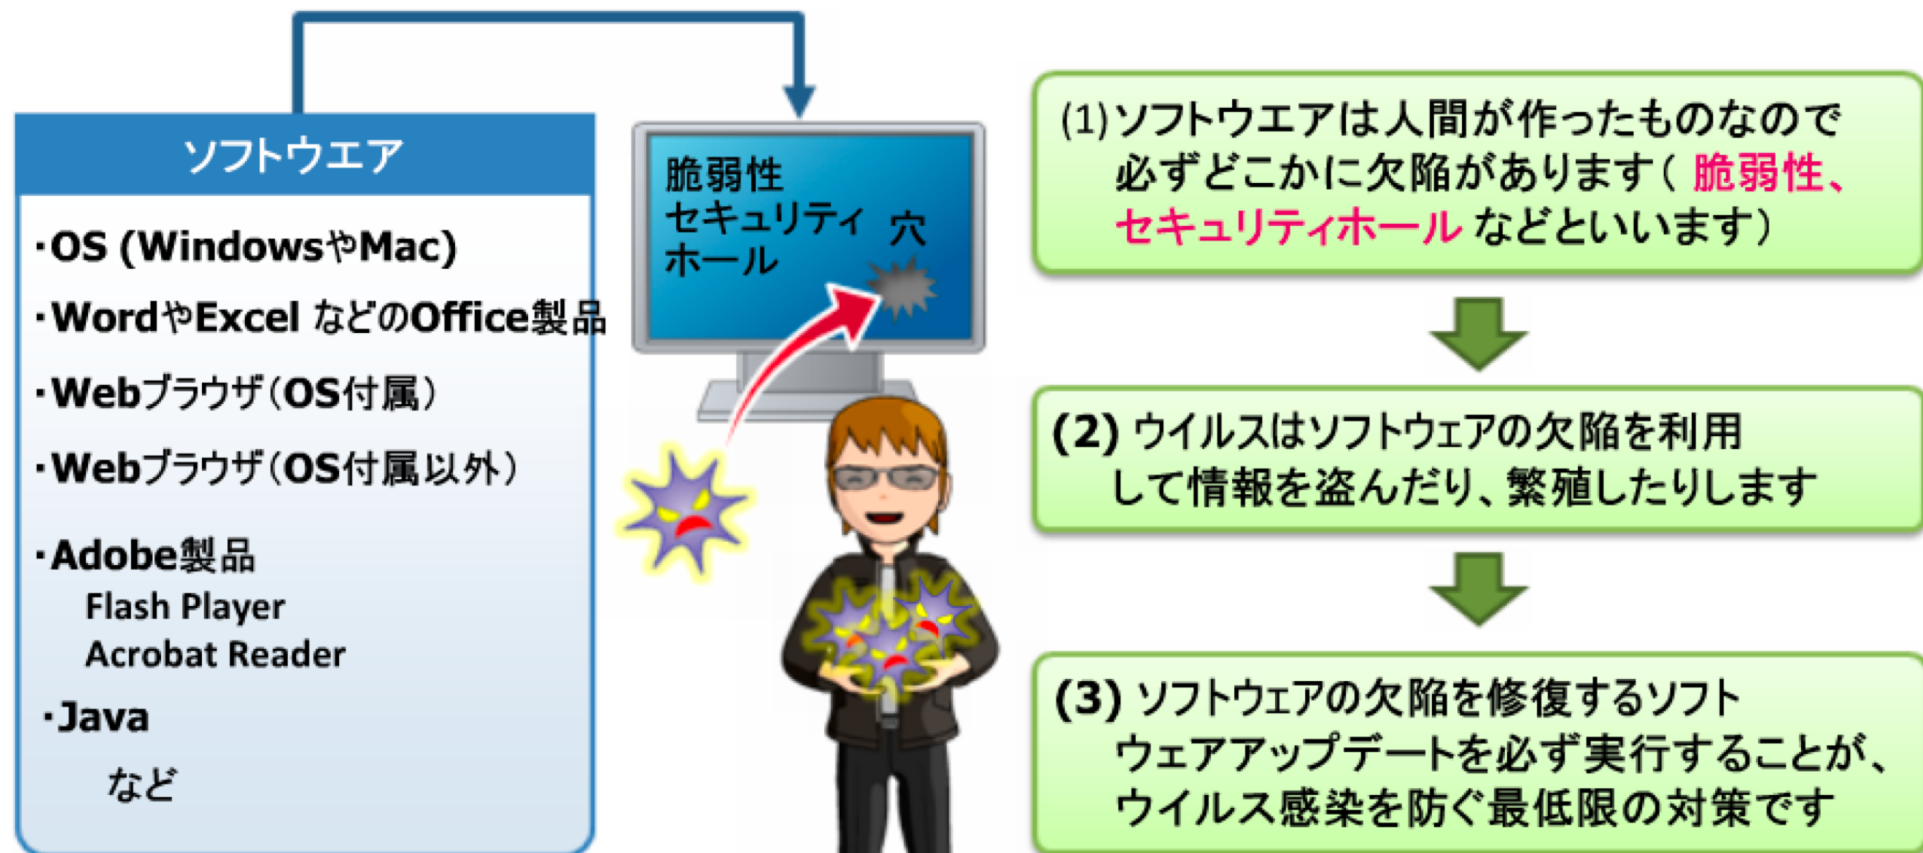 ソフトウエア
・OS (WindowsやMac)
・WordやExcel などのOffice製品
・Webブラウザ（OS付属）
・Webブラウザ（OS付属以外）
・Adobe製品
Flash Player
Acrobat Reader
・Java
など
脆弱性
セキュリティ
ホール
穴
(1)ソフトウエアは人間が作ったものなので
必ずどこかに欠陥があります( 脆弱性、
セキュリティホール などといいます）
(2) ウイルスはソフトウェアの欠陥を利用
して情報を盗んだり、繁殖したりします
(3) ソフトウェアの欠陥を修復するソフト
ウェアアップデートを必ず実行することが、
ウイルス感染を防ぐ最低限の対策です